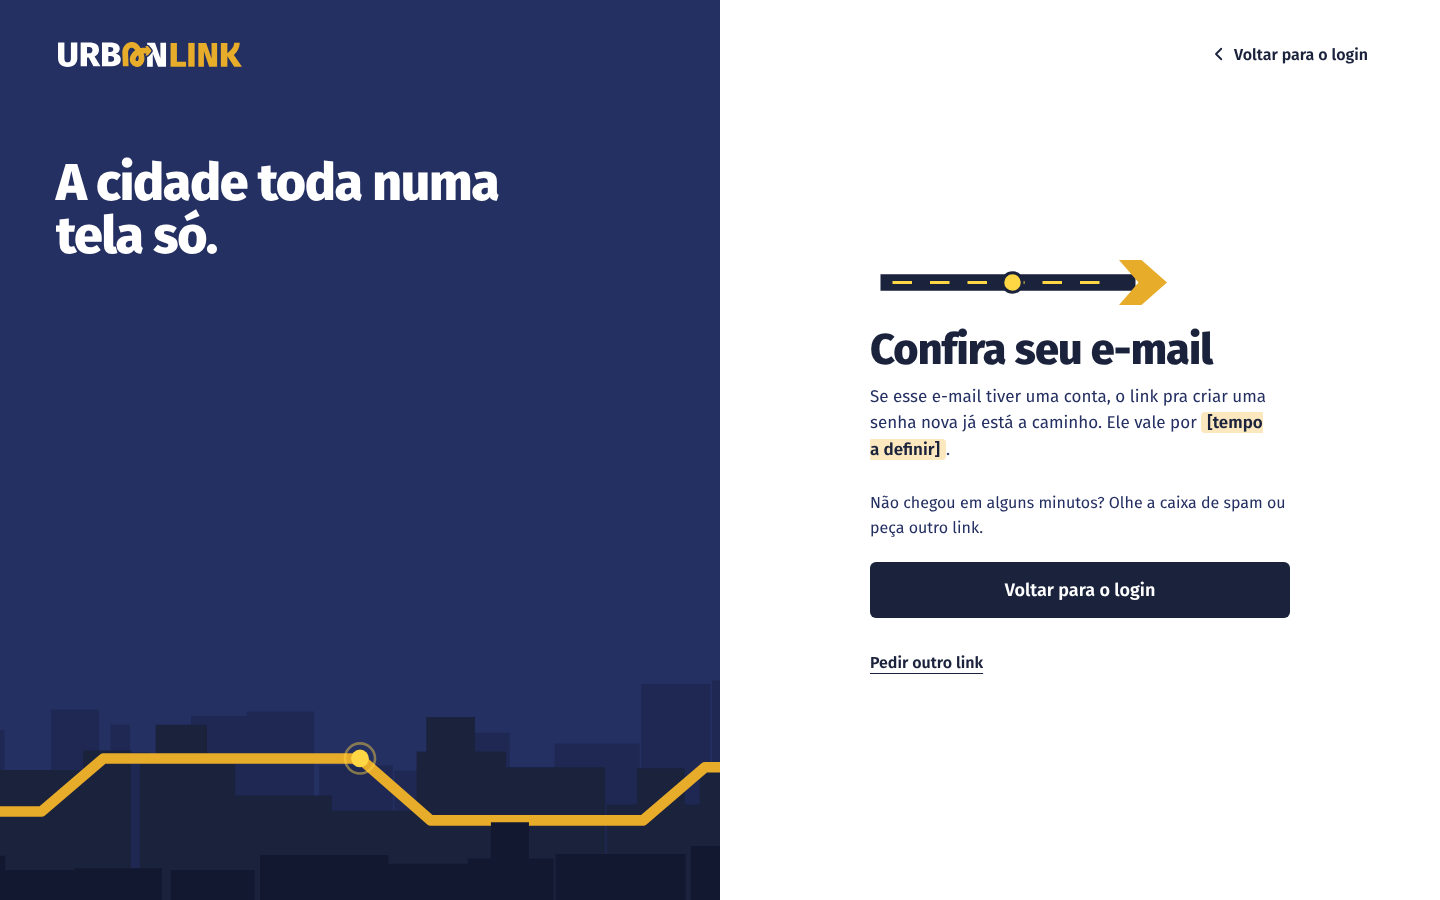 URBANLINK
Voltar para o login
A cidade toda numa
tela só.
Confira seu e-mail
Se esse e-mail tiver uma conta, o link pra criar uma
senha nova já está a caminho. Ele vale por [tempo
a definir] .
Não chegou em alguns minutos? Olhe a caixa de spam ou
peça outro link.
Voltar para o login
Pedir outro link